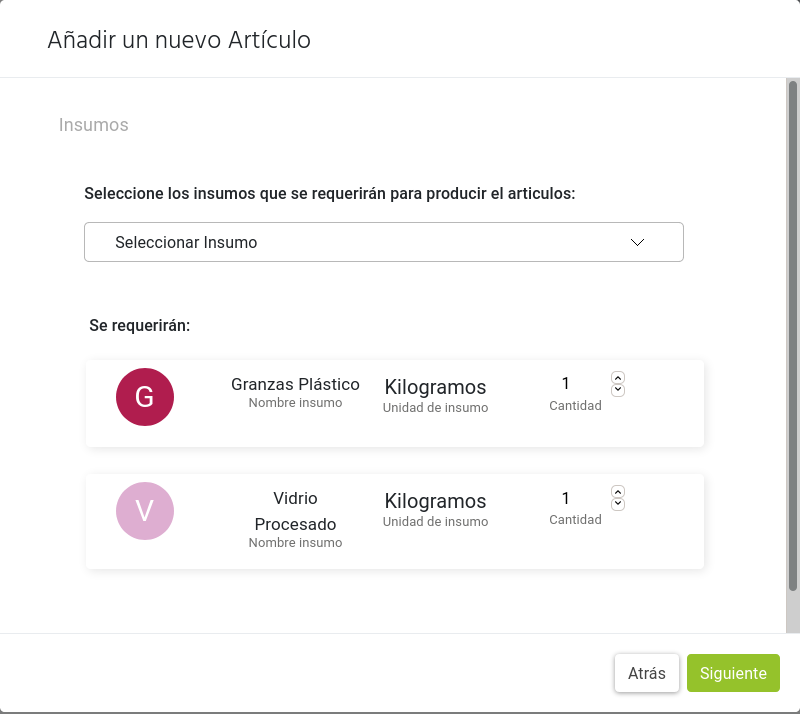 Añadir un nuevo Artículo
Insumos
Seleccione los insumos que se requerirán para producir el articulos:
Seleccionar Insumo
Se requerirán:
G
Granzas Plástico
Nombre insumo
Kilogramos
Unidad de insumo
1
Cantidad
V
Vidrio
Procesado
Nombre insumo
Kilogramos
Unidad de insumo
1
Cantidad
Atrás
Siguiente